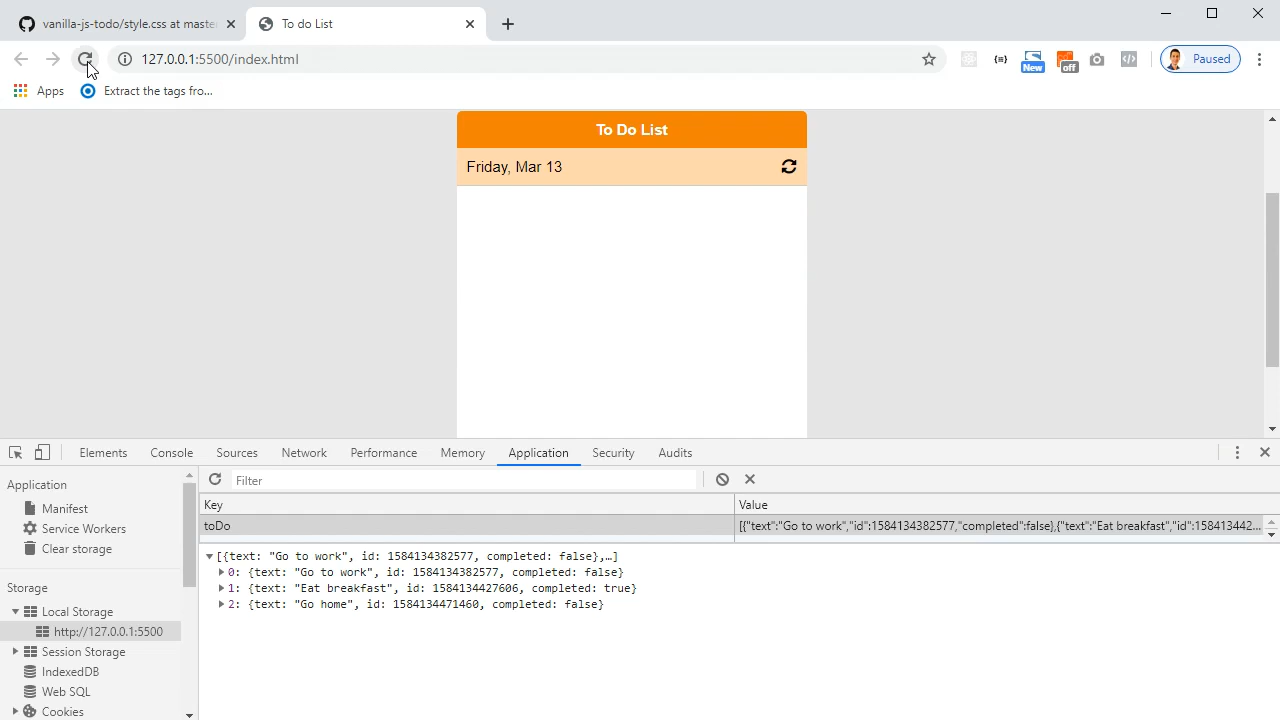 vanilla-js-todo/style.css at maste
To do List
127.0.0.1:5500/index.html
New
off
Paused
Apps
Extract the tags fro...
To Do List
Friday, Mar 13
Elements
Console
Sources
Network
Performance
Memory
Application
Security
Audits
Application
Manifest
Service Workers
Clear storage
Storage
Local Storage
http://127.0.0.1:5500
Session Storage
IndexedDB
Web SQL
Cookies
Filter
Key
Value
toDo
[{"text":"Go to work","id":1584134382577,"completed":false},{"text":"Eat breakfast","id":158413442...
[{text: "Go to work", id: 1584134382577, completed: false},…]
0: {text: "Go to work", id: 1584134382577, completed: false}
1: {text: "Eat breakfast", id: 1584134427606, completed: true}
2: {text: "Go home", id: 1584134471460, completed: false}